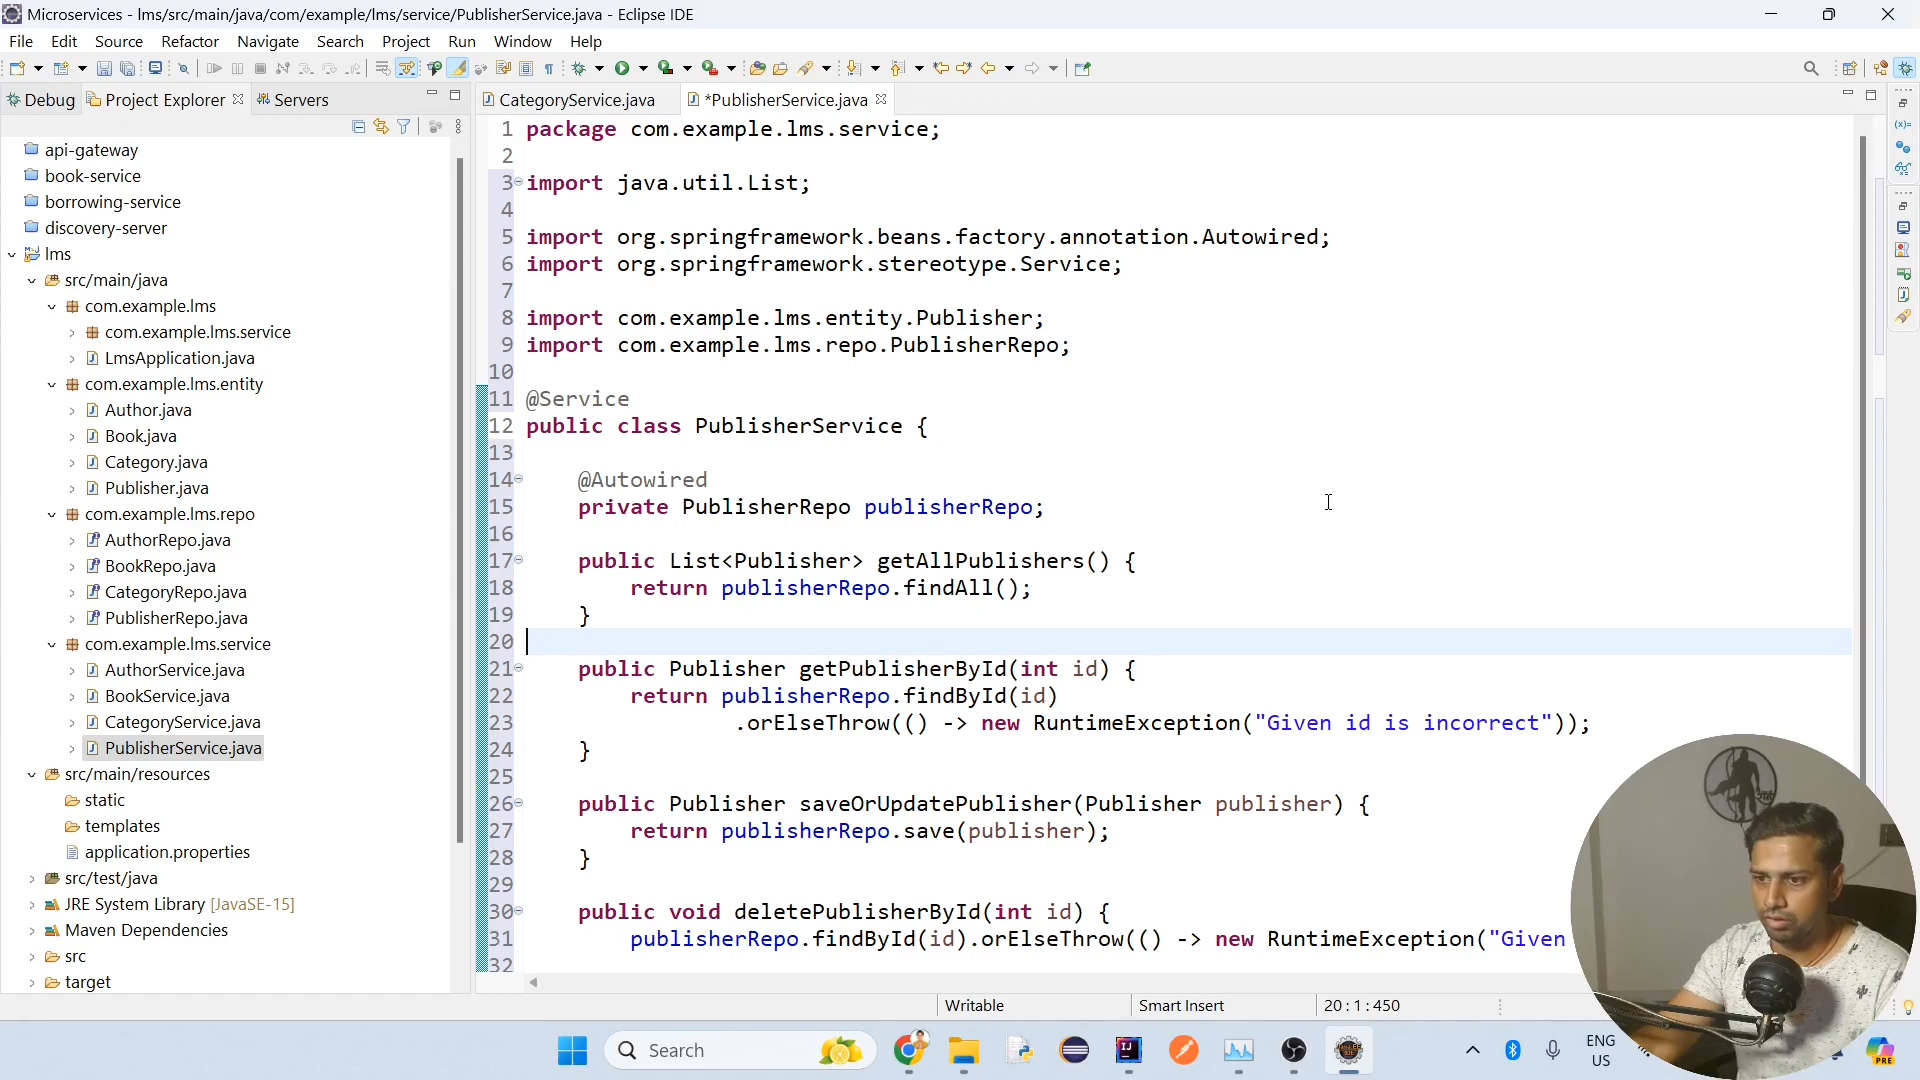 Microservices - lms/src/main/java/com/example/lms/service/PublisherService.java - Eclipse IDE
File Edit Source Refactor Navigate Search Project Run Window Help
Debug Project Explorer Servers
CategoryService.java *PublisherService.java
api-gateway
book-service
borrowing-service
discovery-server
lms
src/main/java
com.example.lms
com.example.lms.service
LmsApplication.java
com.example.lms.entity
Author.java
Book.java
Category.java
Publisher.java
com.example.lms.repo
AuthorRepo.java
BookRepo.java
CategoryRepo.java
PublisherRepo.java
com.example.lms.service
AuthorService.java
BookService.java
CategoryService.java
PublisherService.java
src/main/resources
static
templates
application.properties
src/test/java
JRE System Library [JavaSE-15]
Maven Dependencies
src
target
1 package com.example.lms.service;
2
3 import java.util.List;
4
5 import org.springframework.beans.factory.annotation.Autowired;
6 import org.springframework.stereotype.Service;
7
8 import com.example.lms.entity.Publisher;
9 import com.example.lms.repo.PublisherRepo;
10
11 @Service
12 public class PublisherService {
13
14 @Autowired
15 private PublisherRepo publisherRepo;
16
17 public List<Publisher> getAllPublishers() {
18 return publisherRepo.findAll();
19 }
20
21 public Publisher getPublisherById(int id) {
22 return publisherRepo.findById(id)
23 .orElseThrow(() -> new RuntimeException("Given id is incorrect"));
24 }
25
26 public Publisher saveOrUpdatePublisher(Publisher publisher) {
27 return publisherRepo.save(publisher);
28 }
29
30 public void deletePublisherById(int id) {
31 publisherRepo.findById(id).orElseThrow(() -> new RuntimeException("Given
32
Writable Smart Insert 20 : 1 : 450
Search
ENG
US
PRE